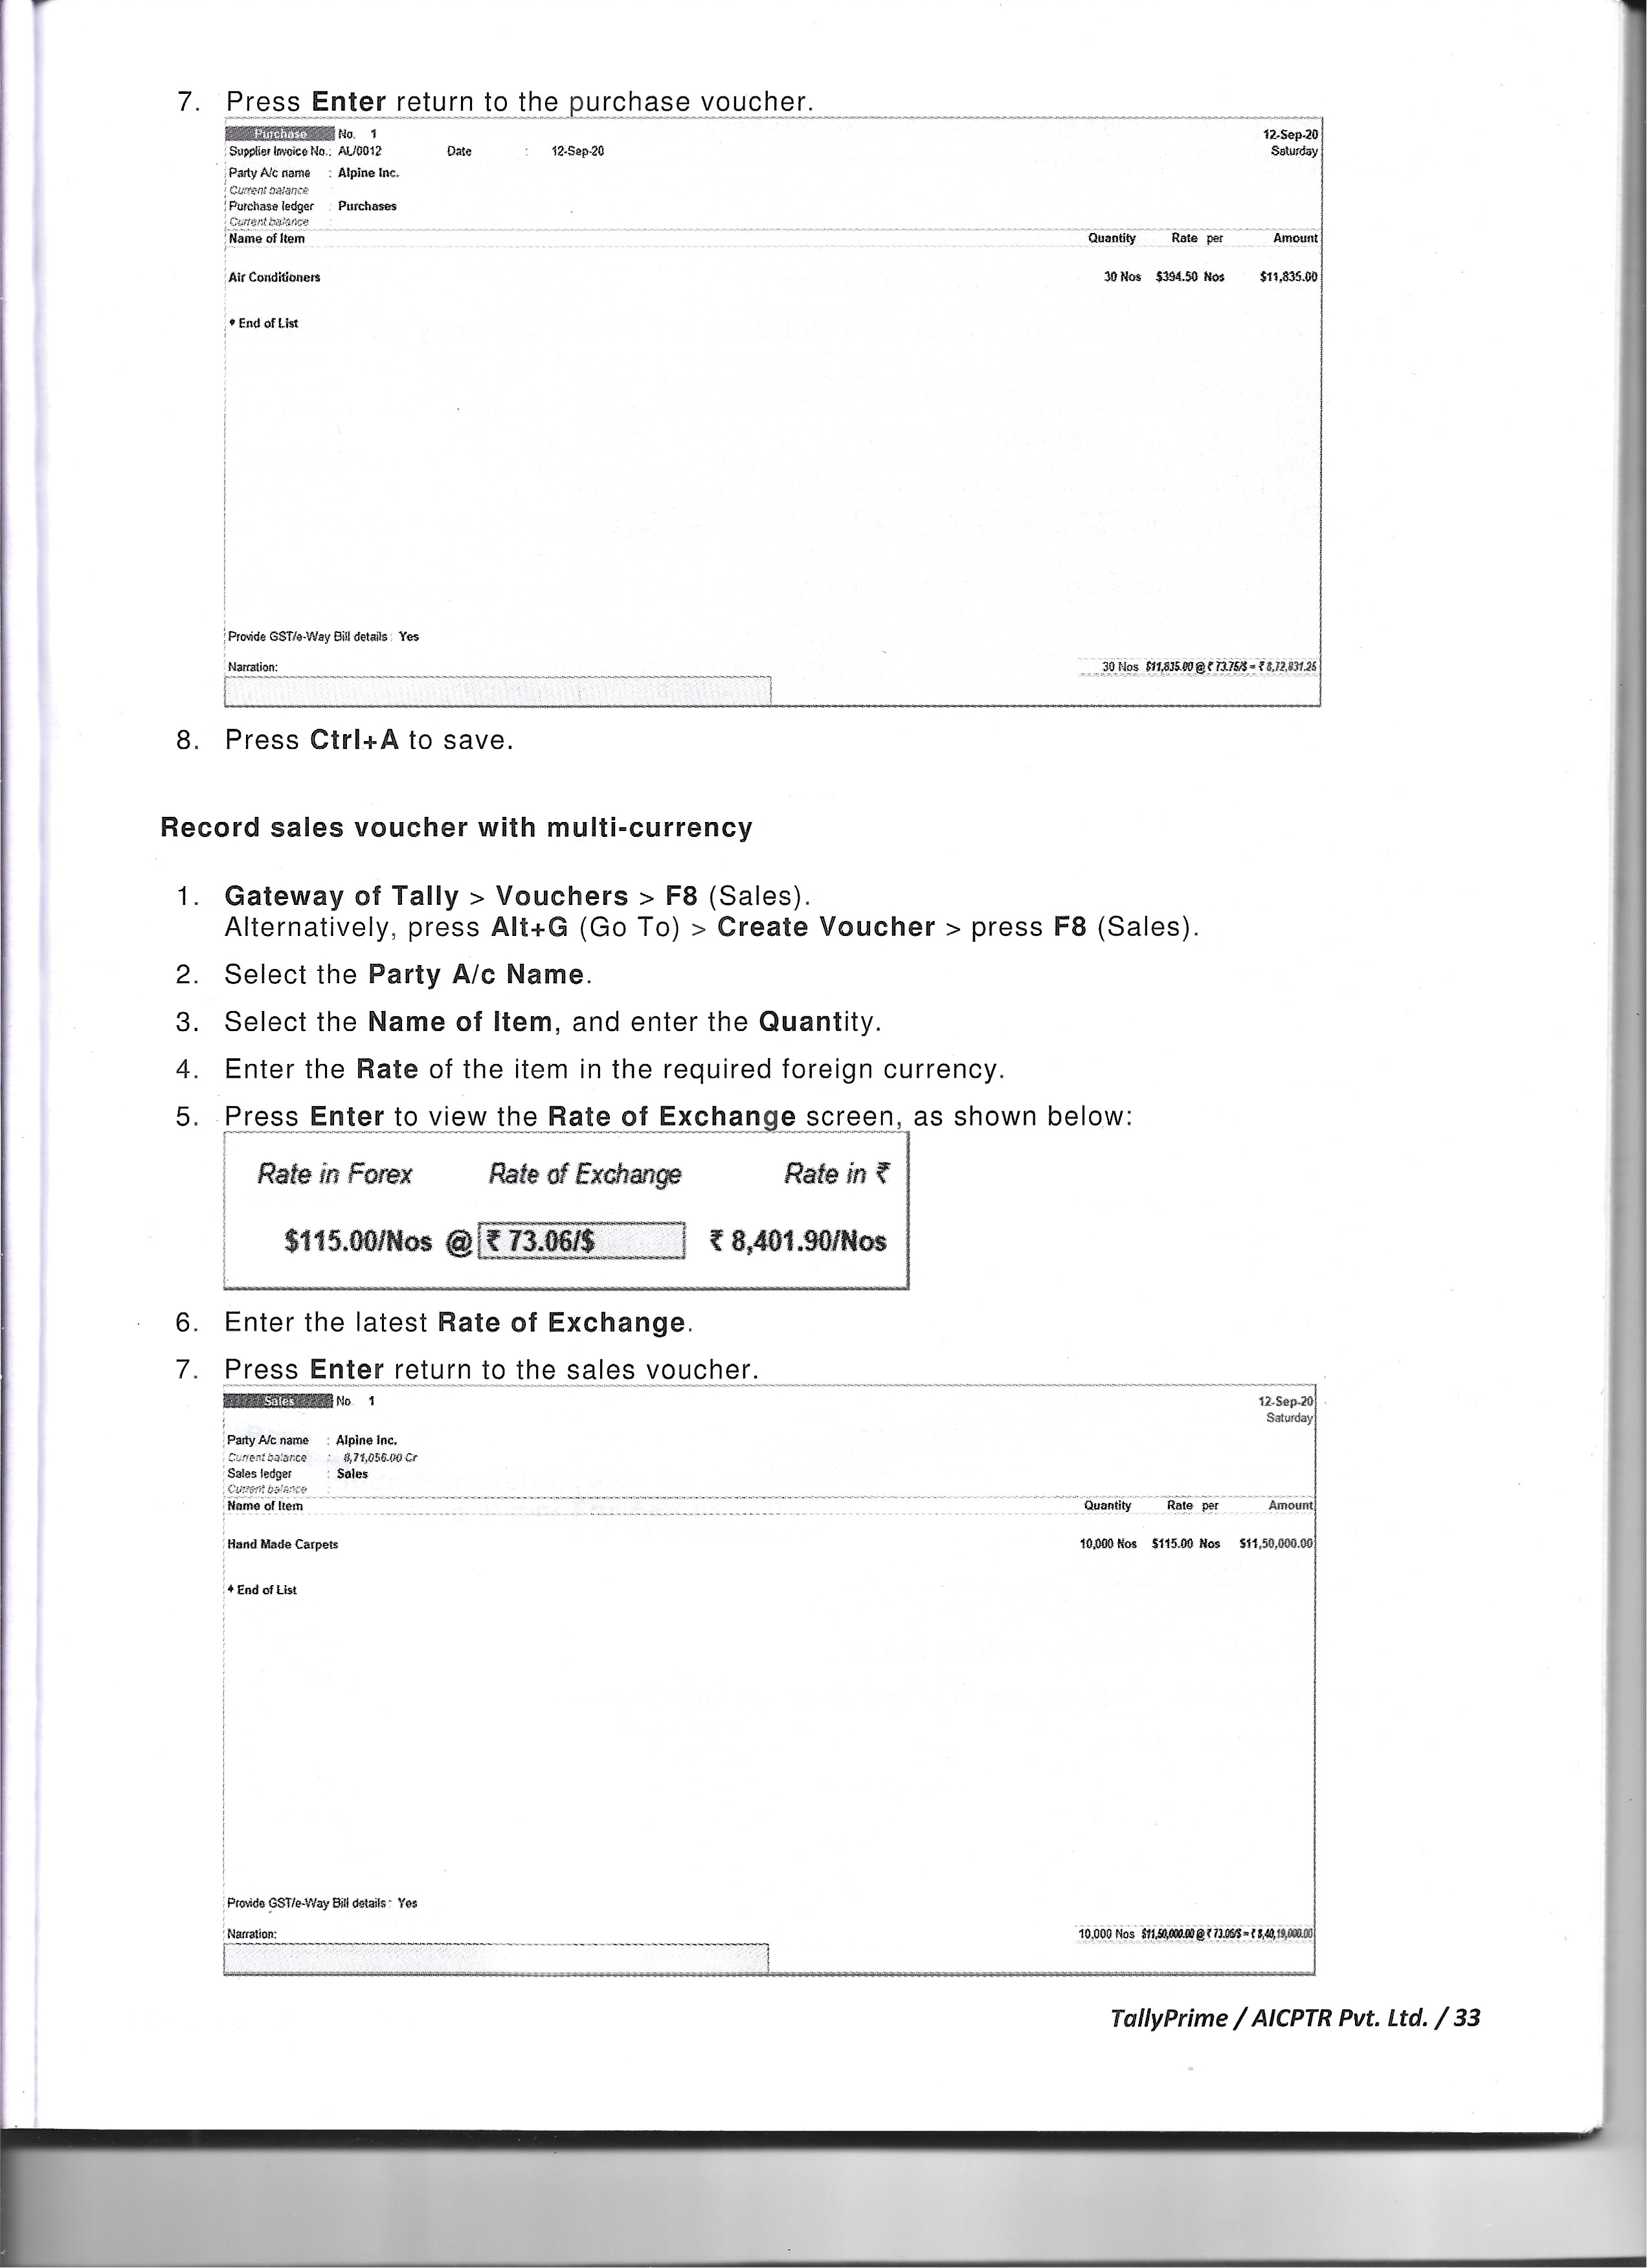 7. Press Enter return to the purchase voucher.
Purchase No. 1 12-Sep-20
Supplier Invoice No.: AL/0012 Date : 12-Sep-20 Saturday
Party A/c name : Alpine Inc.
Current balance :
Purchase ledger : Purchases
Current balance :
Name of Item Quantity Rate per Amount
Air Conditioners 30 Nos $394.50 Nos $11,835.00
* End of List
Provide GST/e-Way Bill details : Yes
Narration: 30 Nos $11,835.00 @ ₹ 73.75/$ = ₹ 8,72,831.25
8. Press Ctrl+A to save.
Record sales voucher with multi-currency
1. Gateway of Tally > Vouchers > F8 (Sales).
Alternatively, press Alt+G (Go To) > Create Voucher > press F8 (Sales).
2. Select the Party A/c Name.
3. Select the Name of Item, and enter the Quantity.
4. Enter the Rate of the item in the required foreign currency.
5. Press Enter to view the Rate of Exchange screen, as shown below:
Rate in Forex Rate of Exchange Rate in ₹
$115.00/Nos @ ₹ 73.06/$ ₹ 8,401.90/Nos
6. Enter the latest Rate of Exchange.
7. Press Enter return to the sales voucher.
Sales No. 1 12-Sep-20
Saturday
Party A/c name : Alpine Inc.
Current balance : 8,71,056.00 Cr
Sales ledger : Sales
Current balance :
Name of Item Quantity Rate per Amount
Hand Made Carpets 10,000 Nos $115.00 Nos $11,50,000.00
* End of List
Provide GST/e-Way Bill details : Yes
Narration: 10,000 Nos $11,50,000.00 @ ₹ 73.06/$ = ₹ 8,40,19,000.00
TallyPrime / AICPTR Pvt. Ltd. / 33